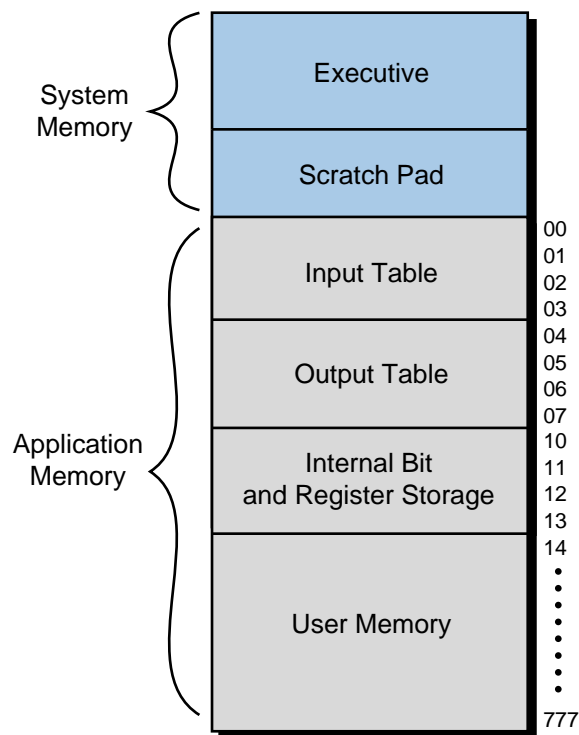 System
Memory
Executive
Scratch Pad
Application
Memory
Input Table
Output Table
Internal Bit
and Register Storage
User Memory
00
01
02
03
04
05
06
07
10
11
12
13
14
777